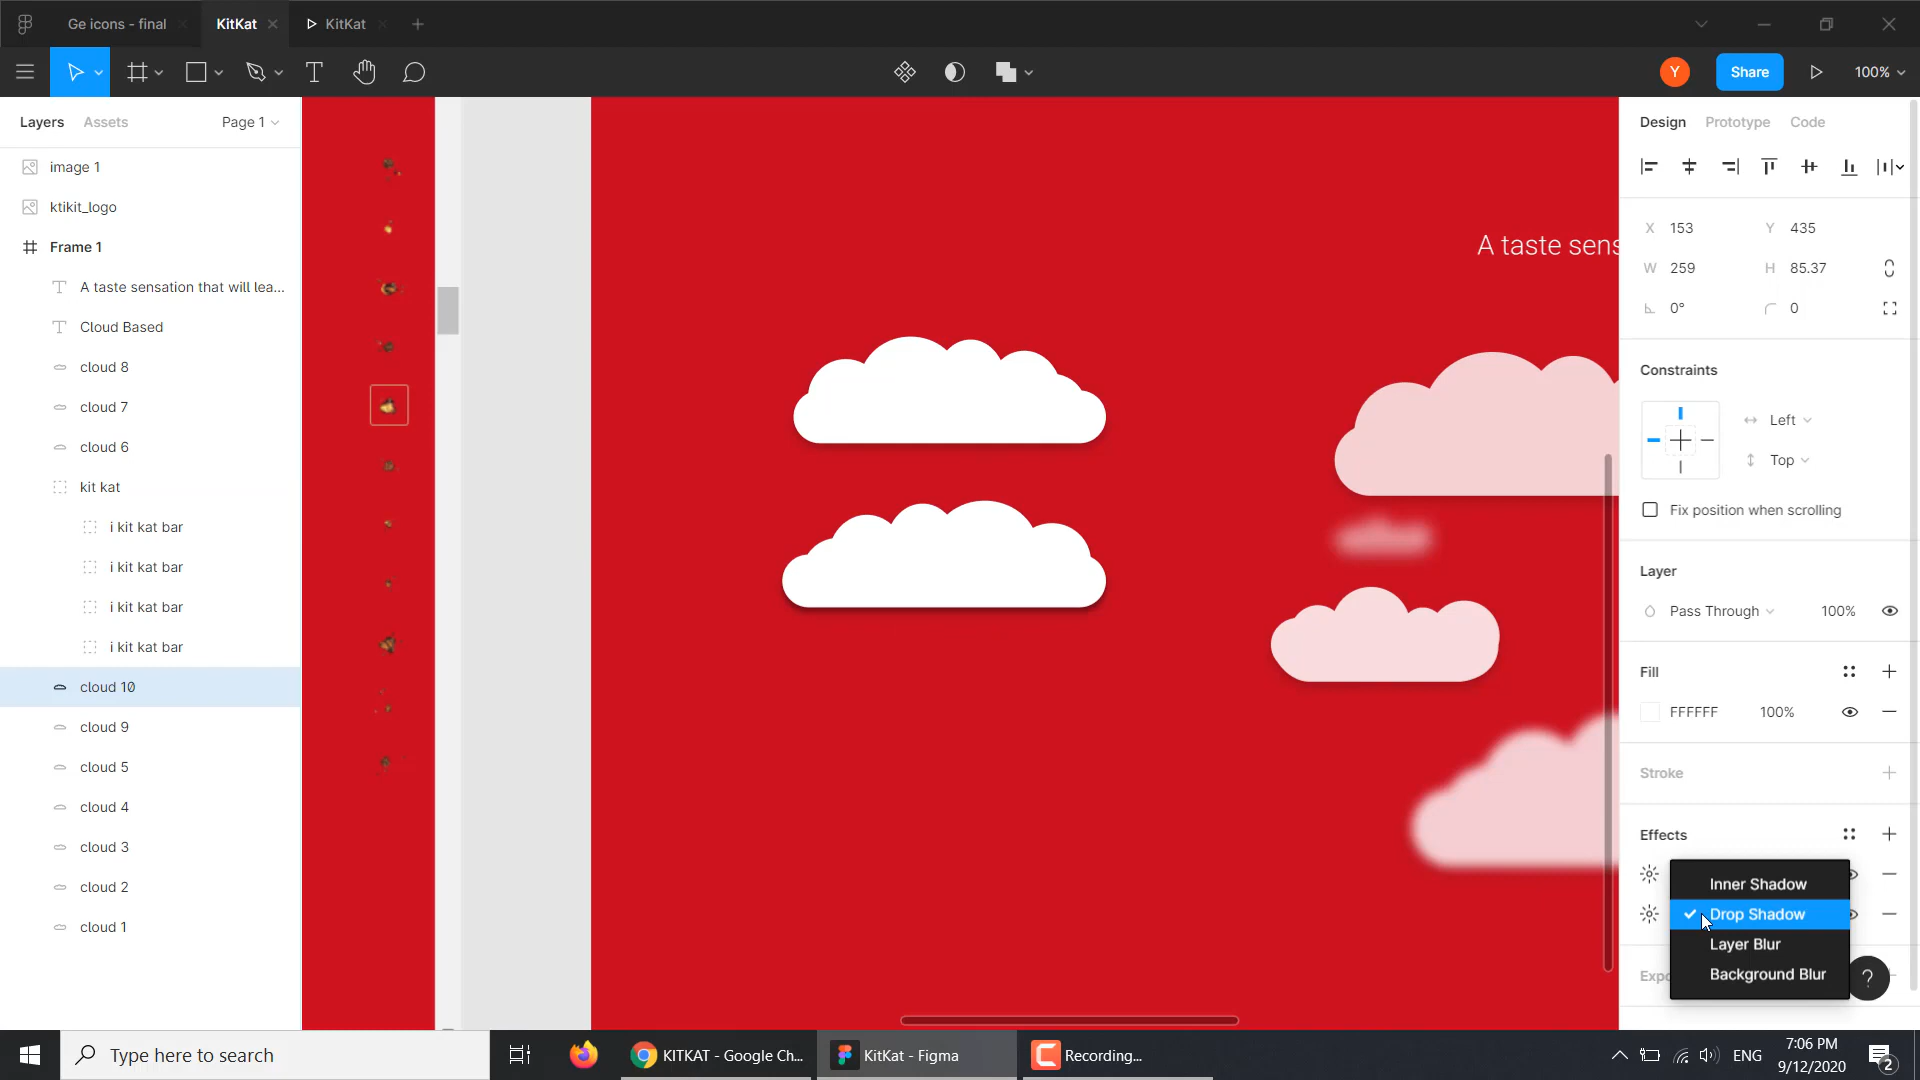 Ge icons - final
KitKat
KitKat
Y
Share
100%
Layers
Assets
Page 1
image 1
ktikit_logo
Frame 1
A taste sensation that will lea...
Cloud Based
cloud 8
cloud 7
cloud 6
kit kat
i kit kat bar
i kit kat bar
i kit kat bar
i kit kat bar
cloud 10
cloud 9
cloud 5
cloud 4
cloud 3
cloud 2
cloud 1
A taste sens
Design
Prototype
Code
X 153
Y 435
W 259
H 85.37
0°
0
Constraints
Left
Top
Fix position when scrolling
Layer
Pass Through
100%
Fill
FFFFFF
100%
Stroke
Effects
Inner Shadow
Drop Shadow
Layer Blur
Background Blur
Expo
?
Type here to search
KITKAT - Google Ch...
KitKat - Figma
Recording...
ENG
7:06 PM
9/12/2020
2